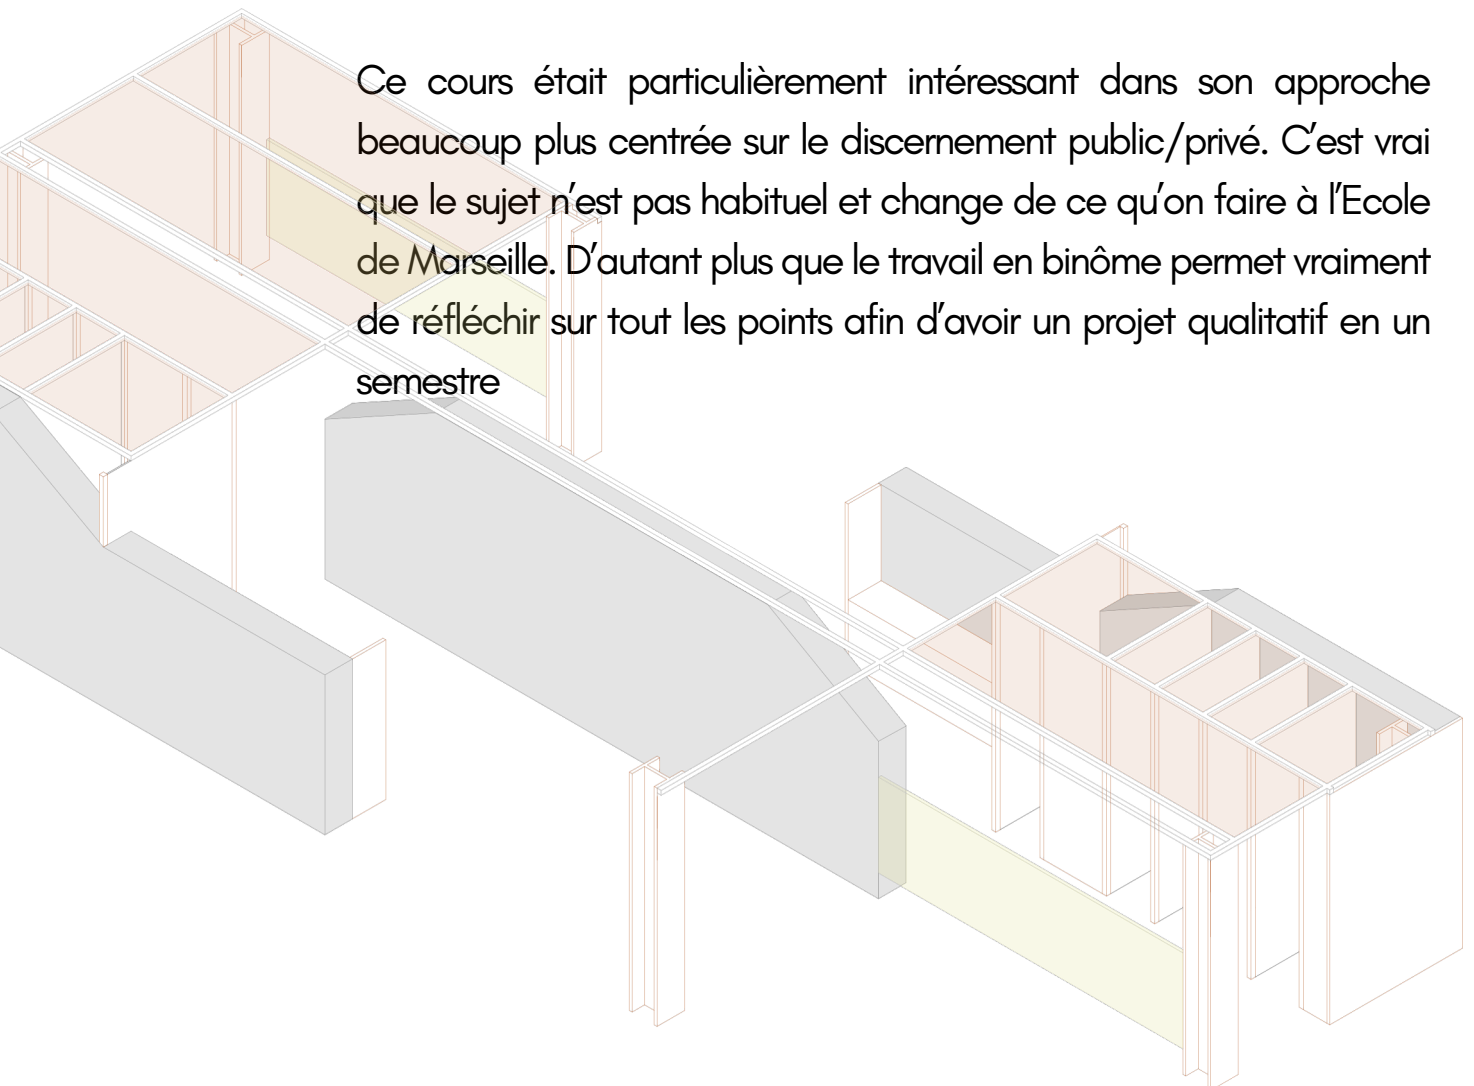 Ce cours était particulièrement intéressant dans son approche
beaucoup plus centrée sur le discernement public/privé. C'est vrai
que le sujet n'est pas habituel et change de ce qu'on faire à l'Ecole
de Marseille. D'autant plus que le travail en binôme permet vraiment
de réfléchir sur tout les points afin d'avoir un projet qualitatif en un
semestre